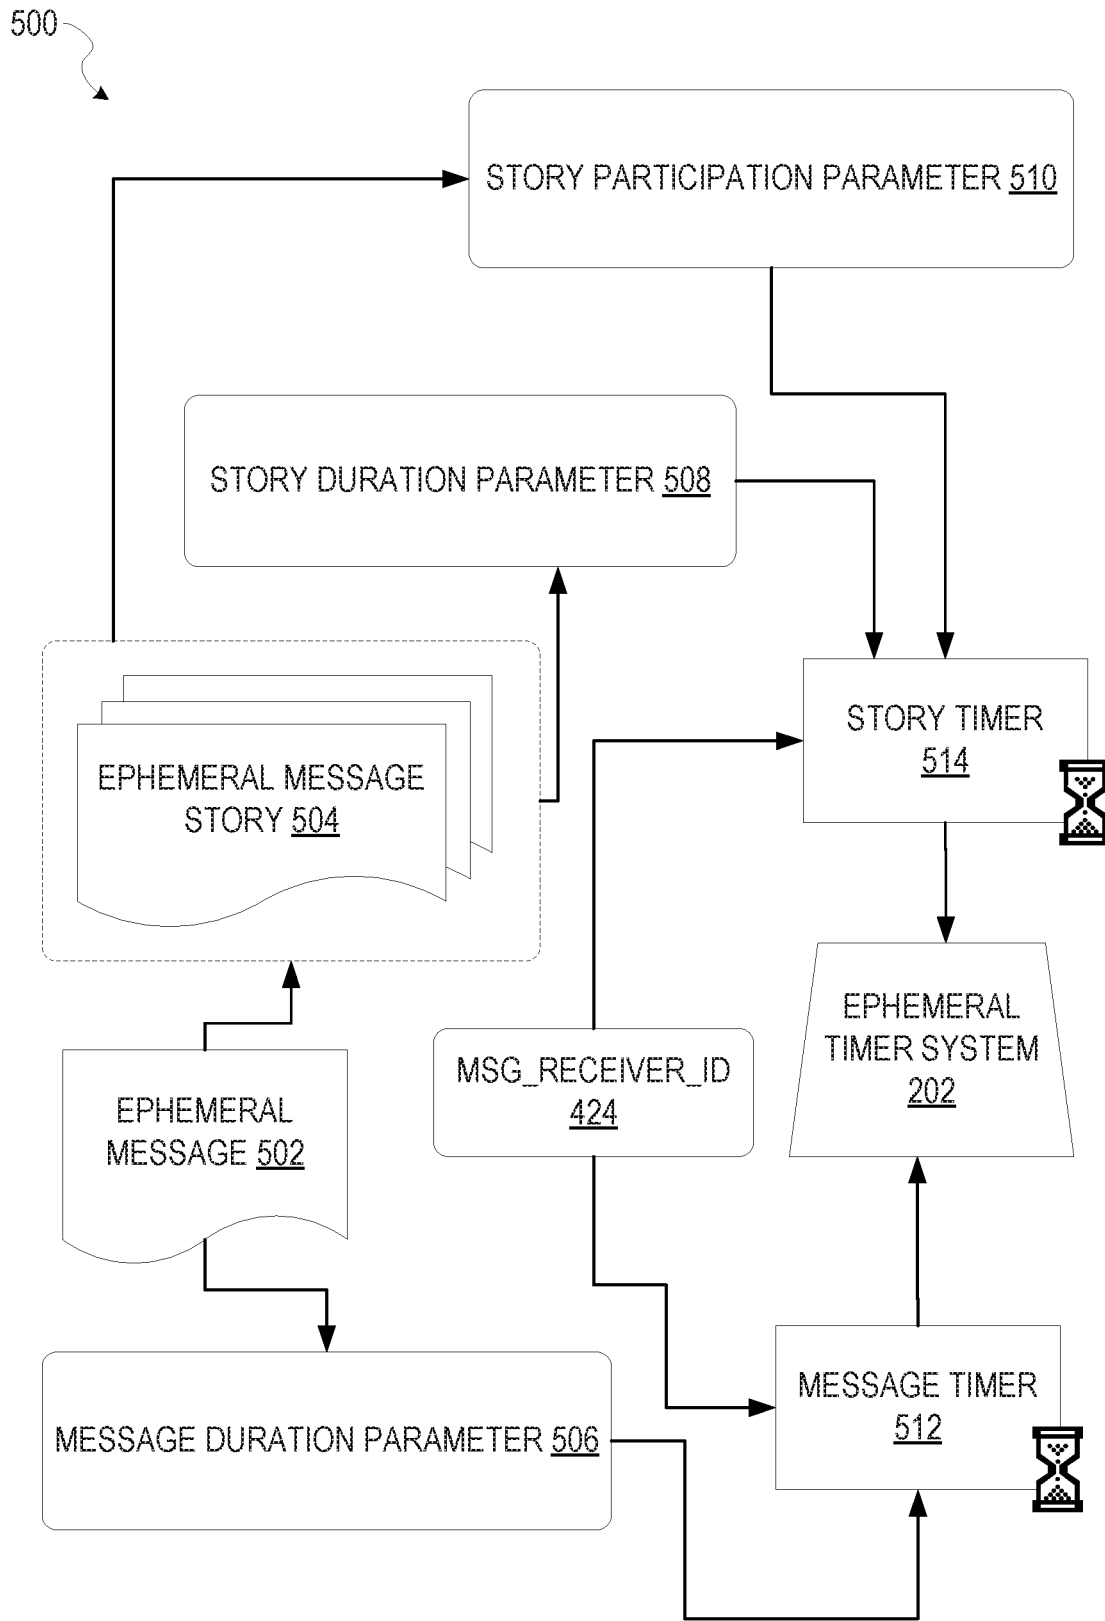 500
STORY PARTICIPATION PARAMETER 510
STORY DURATION PARAMETER 508
STORY TIMER
514
EPHEMERAL MESSAGE
STORY 504
EPHEMERAL
TIMER SYSTEM
202
MSG_RECEIVER_ID
424
EPHEMERAL
MESSAGE 502
MESSAGE TIMER
512
MESSAGE DURATION PARAMETER 506